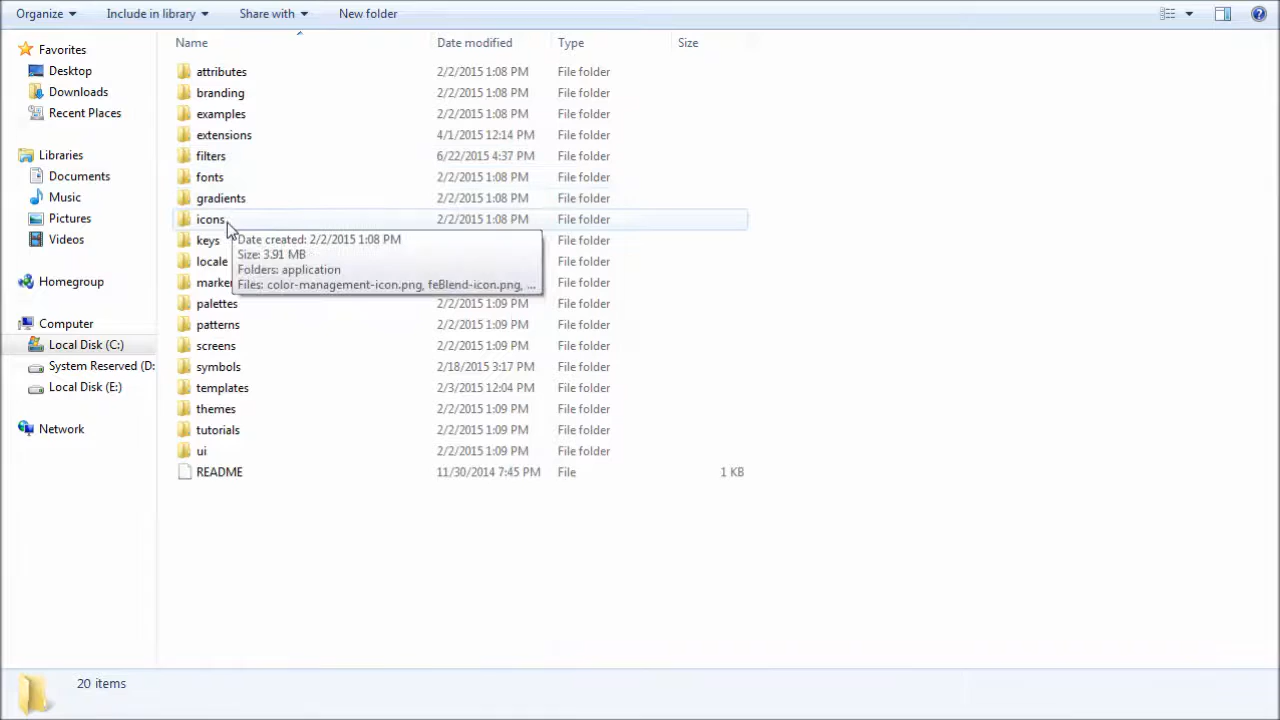 Organize Include in library Share with New folder
Name Date modified Type Size
Favorites
Desktop
Downloads
Recent Places
Libraries
Documents
Music
Pictures
Videos
Homegroup
Computer
Local Disk (C:)
System Reserved (D:
Local Disk (E:)
Network
attributes 2/2/2015 1:08 PM File folder
branding 2/2/2015 1:08 PM File folder
examples 2/2/2015 1:08 PM File folder
extensions 4/1/2015 12:14 PM File folder
filters 6/22/2015 4:37 PM File folder
fonts 2/2/2015 1:08 PM File folder
gradients 2/2/2015 1:08 PM File folder
icons 2/2/2015 1:08 PM File folder
keys File folder
locale File folder
File folder
Date created: 2/2/2015 1:08 PM
Size: 3.91 MB
Folders: application
Files: color-management-icon.png, feBlend-icon.png, ...
palettes 2/2/2015 1:09 PM File folder
patterns 2/2/2015 1:09 PM File folder
screens 2/2/2015 1:09 PM File folder
symbols 2/18/2015 3:17 PM File folder
templates 2/3/2015 12:04 PM File folder
themes 2/2/2015 1:09 PM File folder
tutorials 2/2/2015 1:09 PM File folder
ui 2/2/2015 1:09 PM File folder
README 11/30/2014 7:45 PM File 1 KB
20 items